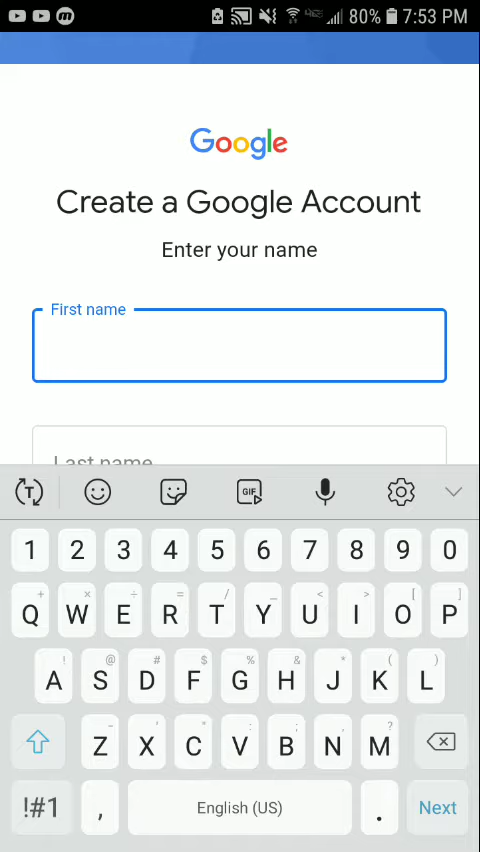 80% 7:53 PM
Google
Create a Google Account
Enter your name
First name
Last name
T GIF
1 2 3 4 5 6 7 8 9 0
+ × ÷ = / _ < > [ ]
Q W E R T Y U I O P
! @ # $ % & * ( )
A S D F G H J K L
- ' " : ; , ?
Z X C V B N M
!#1 , English (US) . Next